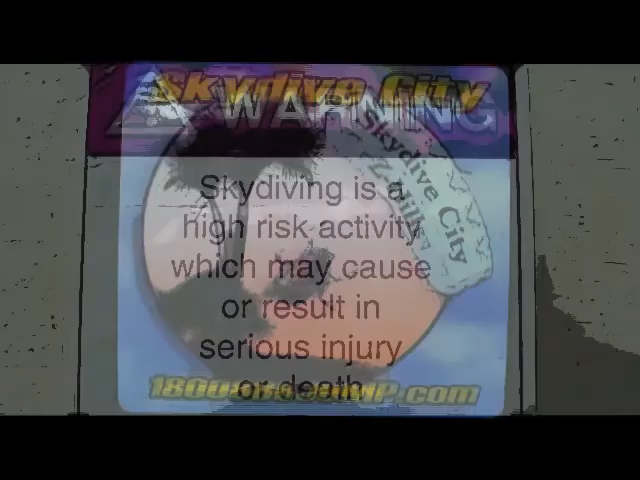 Skydive City
WARNING
Skydive City
Skydiving is a
high risk activity
which may cause
or result in
serious injury
or death